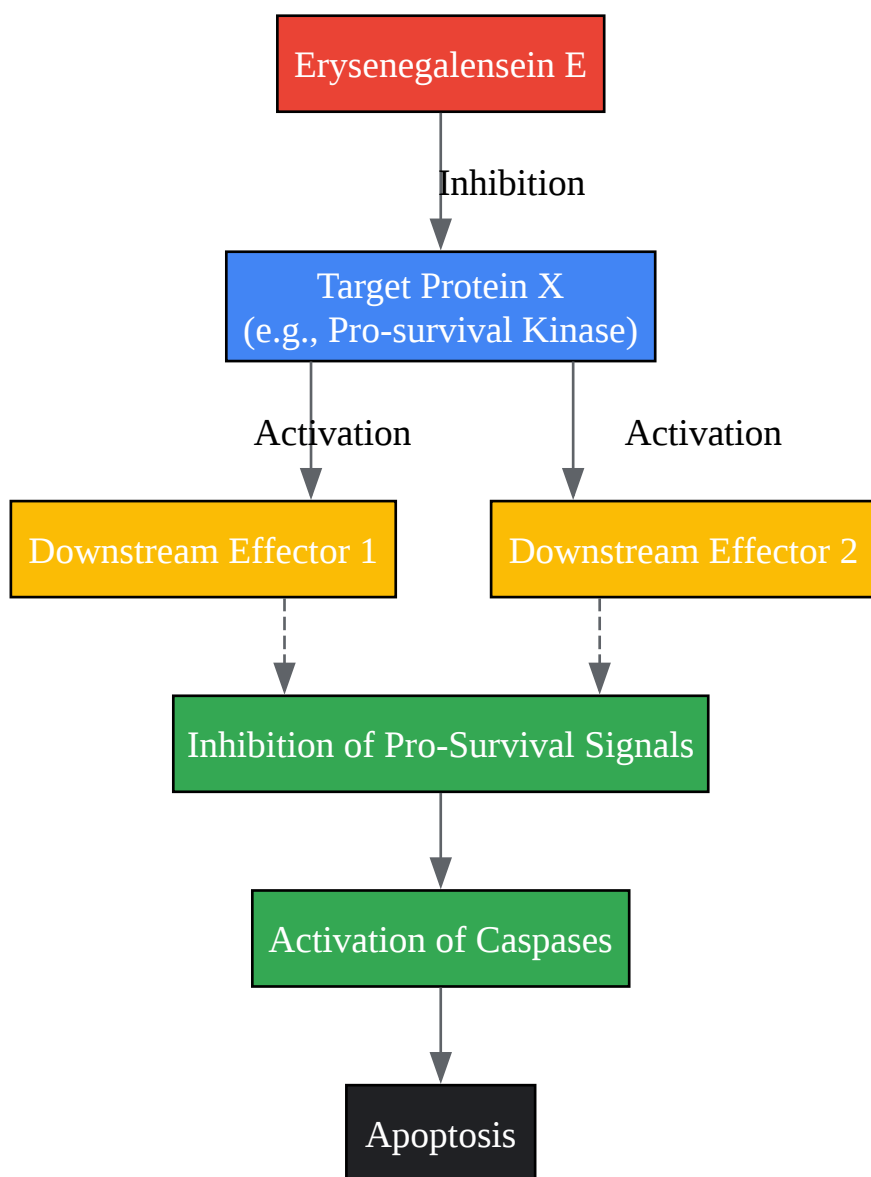 Erysenegalensein E
Inhibition
Target Protein X
(e.g., Pro-survival Kinase)
Activation
Activation
Downstream Effector 1
Downstream Effector 2
Inhibition of Pro-Survival Signals
Activation of Caspases
Apoptosis